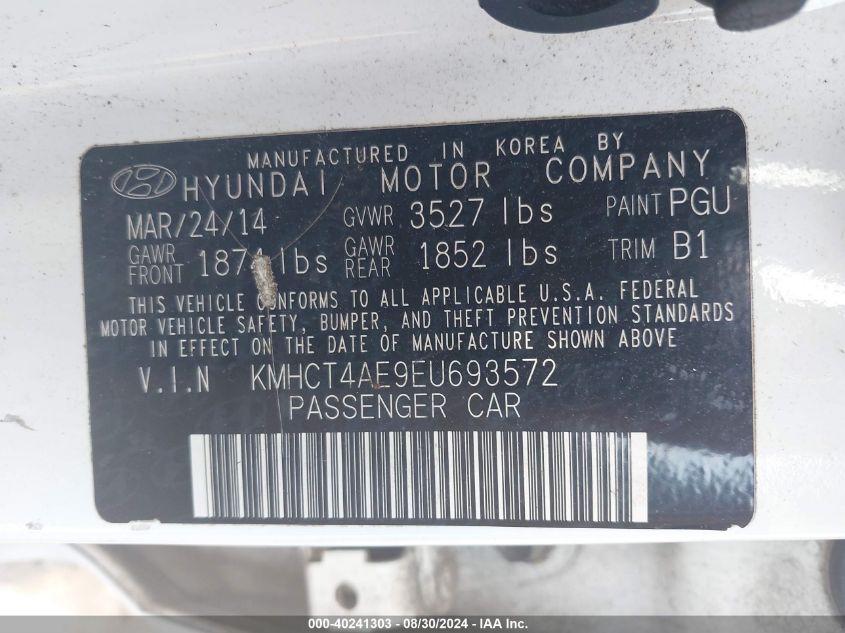 MANUFACTURED IN KOREA BY
HYUNDAI MOTOR COMPANY
MAR/24/14 GVWR 3527 lbs PAINT PGU
GAWR FRONT 1874 lbs GAWR REAR 1852 lbs TRIM B1
THIS VEHICLE CONFORMS TO ALL APPLICABLE U.S.A. FEDERAL
MOTOR VEHICLE SAFETY, BUMPER, AND THEFT PREVENTION STANDARDS
IN EFFECT ON THE DATE OF MANUFACTURE SHOWN ABOVE
V.I.N KMHCT4AE9EU693572
PASSENGER CAR
000-40241303 - 08/30/2024 - IAA Inc.